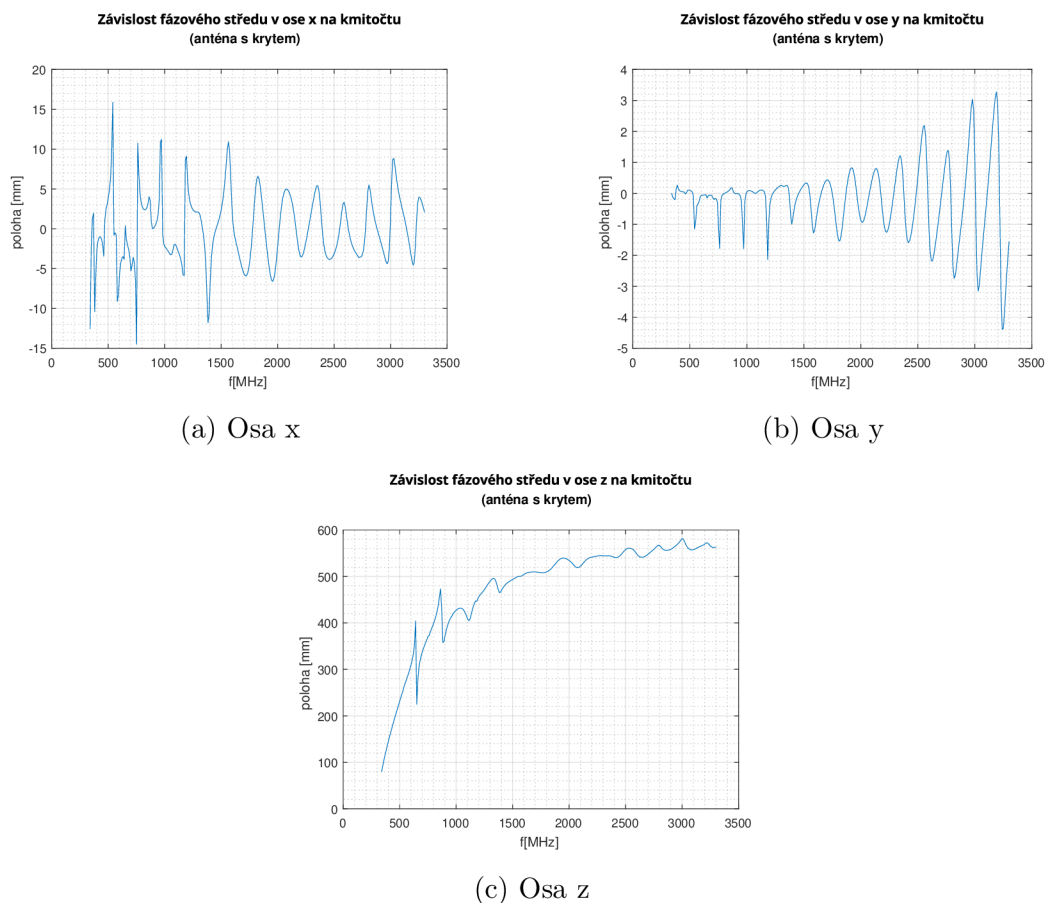 Závislost fázového středu v ose x na kmitočtu
(anténa s krytem)
20
15
10
5
0
-5
-10
-15
poloha [mm]
0 500 1000 1500 2000 2500 3000 3500
f[MHz]
(a) Osa x
Závislost fázového středu v ose y na kmitočtu
(anténa s krytem)
4
3
2
1
0
-1
-2
-3
-4
-5
poloha [mm]
0 500 1000 1500 2000 2500 3000 3500
f[MHz]
(b) Osa y
Závislost fázového středu v ose z na kmitočtu
(anténa s krytem)
600
500
400
300
200
100
0
poloha [mm]
0 500 1000 1500 2000 2500 3000 3500
f[MHz]
(c) Osa z